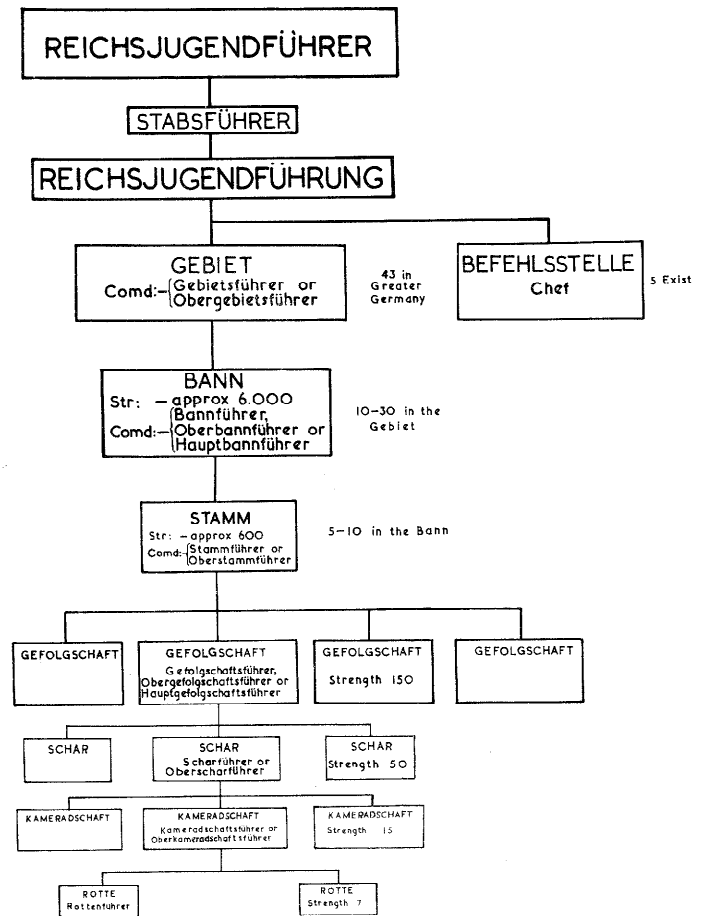 REICHSJUGENDFÜHRER
STABSFÜHRER
REICHSJUGENDFÜHRUNG
GEBIET
Comd:- Gebietsführer or
Obergebietsführer
43 in
Greater
Germany
BEFEHLSSTELLE
Chef
5 Exist
BANN
Str: - approx 6.000
Bannführer,
Comd:- Oberbannführer or
Hauptbannführer
10-30 in the
Gebiet
STAMM
Str: - approx 600
Comd:- Stammführer or
Oberstammführer
5-10 in the Bann
GEFOLGSCHAFT
GEFOLGSCHAFT
Gefolgschaftsführer,
Obergefolgschaftsführer or
Hauptgefolgschaftsführer
GEFOLGSCHAFT
Strength 150
GEFOLGSCHAFT
SCHAR
SCHAR
Scharführer or
Oberscharführer
SCHAR
Strength 50
KAMERADSCHAFT
KAMERADSCHAFT
Kameradschaftsführer or
Oberkameradschaftsführer
KAMERADSCHAFT
Strength 15
ROTTE
Rottenführer
ROTTE
Strength 7